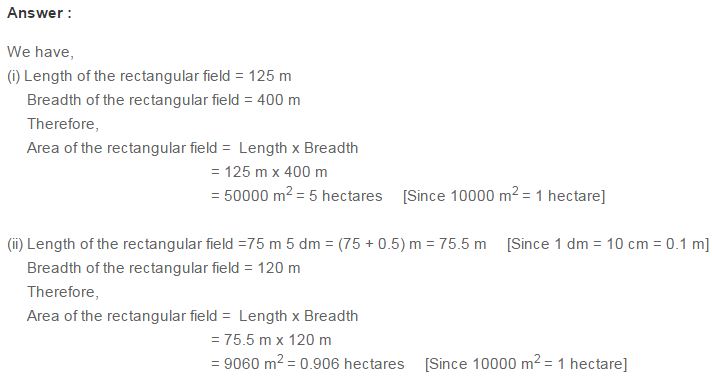 Answer :
We have,
(i) Length of the rectangular field = 125 m
Breadth of the rectangular field = 400 m
Therefore,
Area of the rectangular field =  Length x Breadth
= 125 m x 400 m
= 50000 m² = 5 hectares     [Since 10000 m² = 1 hectare]
(ii) Length of the rectangular field =75 m 5 dm = (75 + 0.5) m = 75.5 m     [Since 1 dm = 10 cm = 0.1 m]
Breadth of the rectangular field = 120 m
Therefore,
Area of the rectangular field =  Length x Breadth
= 75.5 m x 120 m
= 9060 m² = 0.906 hectares     [Since 10000 m² = 1 hectare]